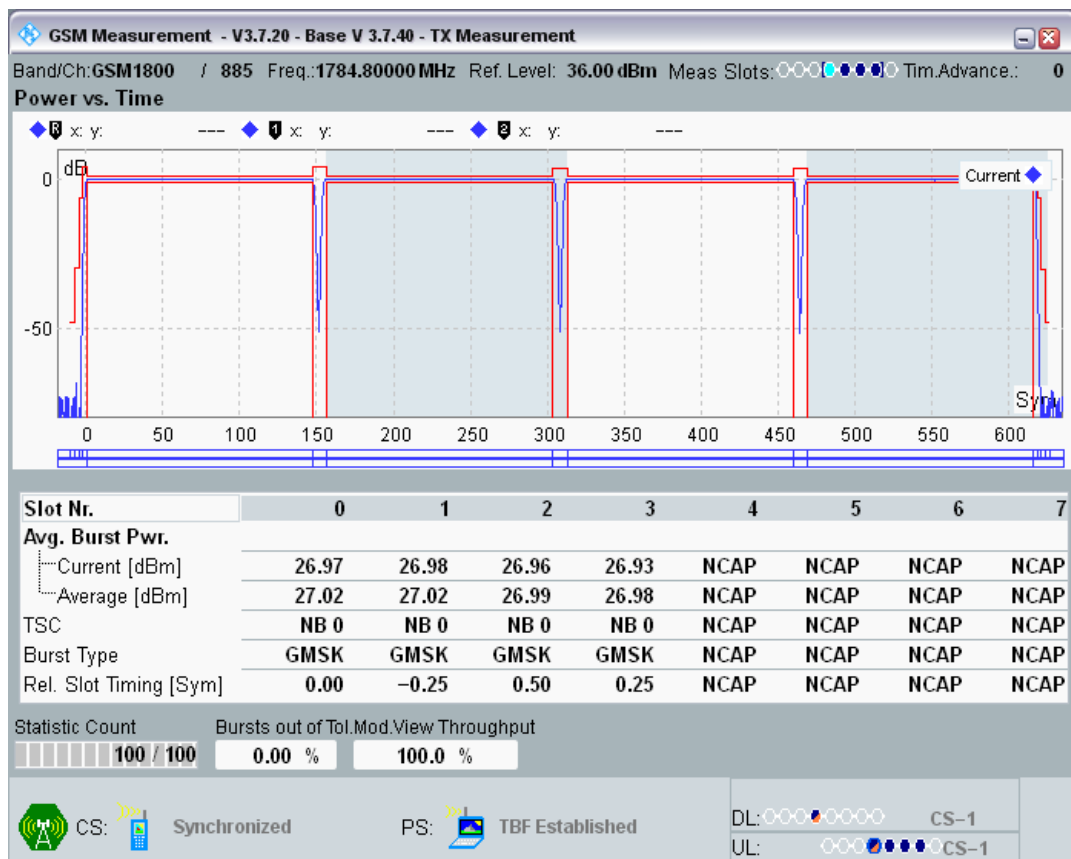 GSM Measurement - V3.7.20 - Base V 3.7.40 - TX Measurement
Band/Ch:GSM1800 / 885 Freq.:1784.80000 MHz Ref. Level: 36.00 dBm Meas Slots: Tim.Advance.: 0
Power vs. Time
R x: y: --- 1 x: y: --- 2 x: y: ---
dB
0
Current
-50
Sym
0 50 100 150 200 250 300 350 400 450 500 550 600
Slot Nr. 0 1 2 3 4 5 6 7
Avg. Burst Pwr.
Current [dBm] 26.97 26.98 26.96 26.93 NCAP NCAP NCAP NCAP
Average [dBm] 27.02 27.02 26.99 26.98 NCAP NCAP NCAP NCAP
TSC NB 0 NB 0 NB 0 NB 0 NCAP NCAP NCAP NCAP
Burst Type GMSK GMSK GMSK GMSK NCAP NCAP NCAP NCAP
Rel. Slot Timing [Sym] 0.00 −0.25 0.50 0.25 NCAP NCAP NCAP NCAP
Statistic Count Bursts out of Tol.Mod.View Throughput
100 / 100 0.00 % 100.0 %
CS: Synchronized PS: TBF Established
DL: CS−1
UL: CS−1